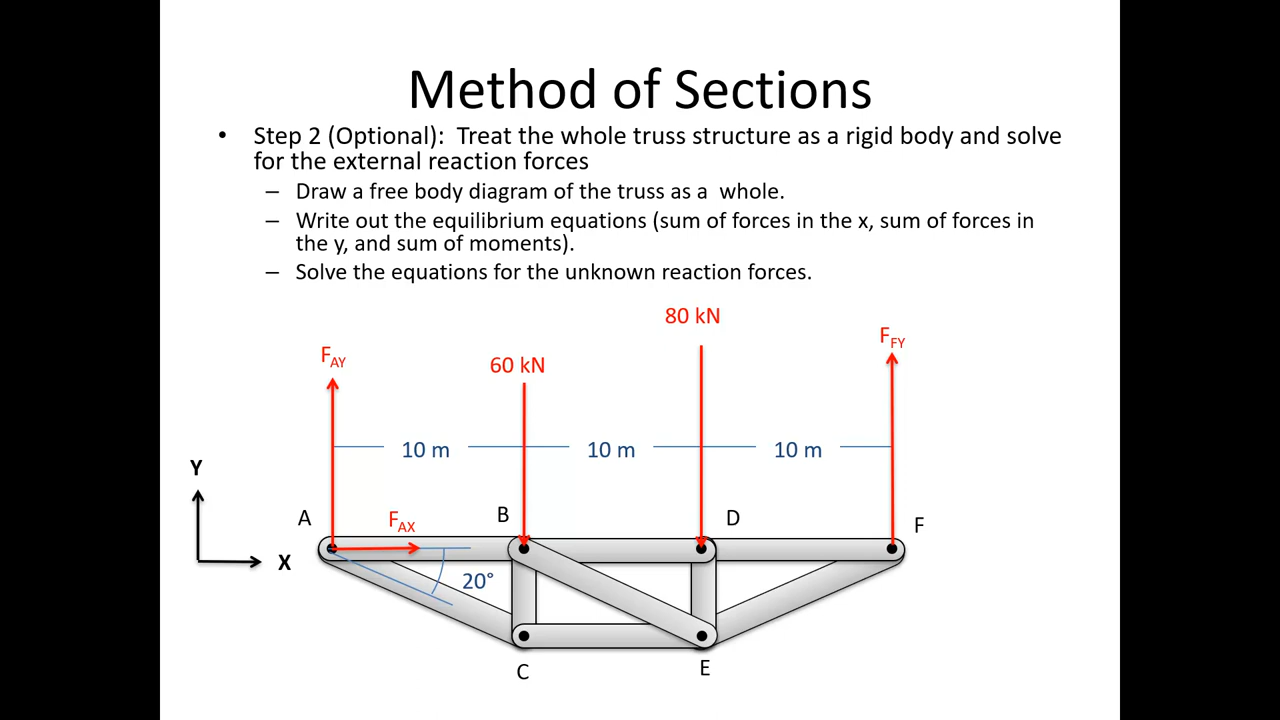 Method of Sections
• Step 2 (Optional): Treat the whole truss structure as a rigid body and solve
for the external reaction forces
– Draw a free body diagram of the truss as a whole.
– Write out the equilibrium equations (sum of forces in the x, sum of forces in
the y, and sum of moments).
– Solve the equations for the unknown reaction forces.
80 kN
FAY
60 kN
FFY
10 m 10 m 10 m
Y
A
FAX
B
D
F
X
20°
C
E